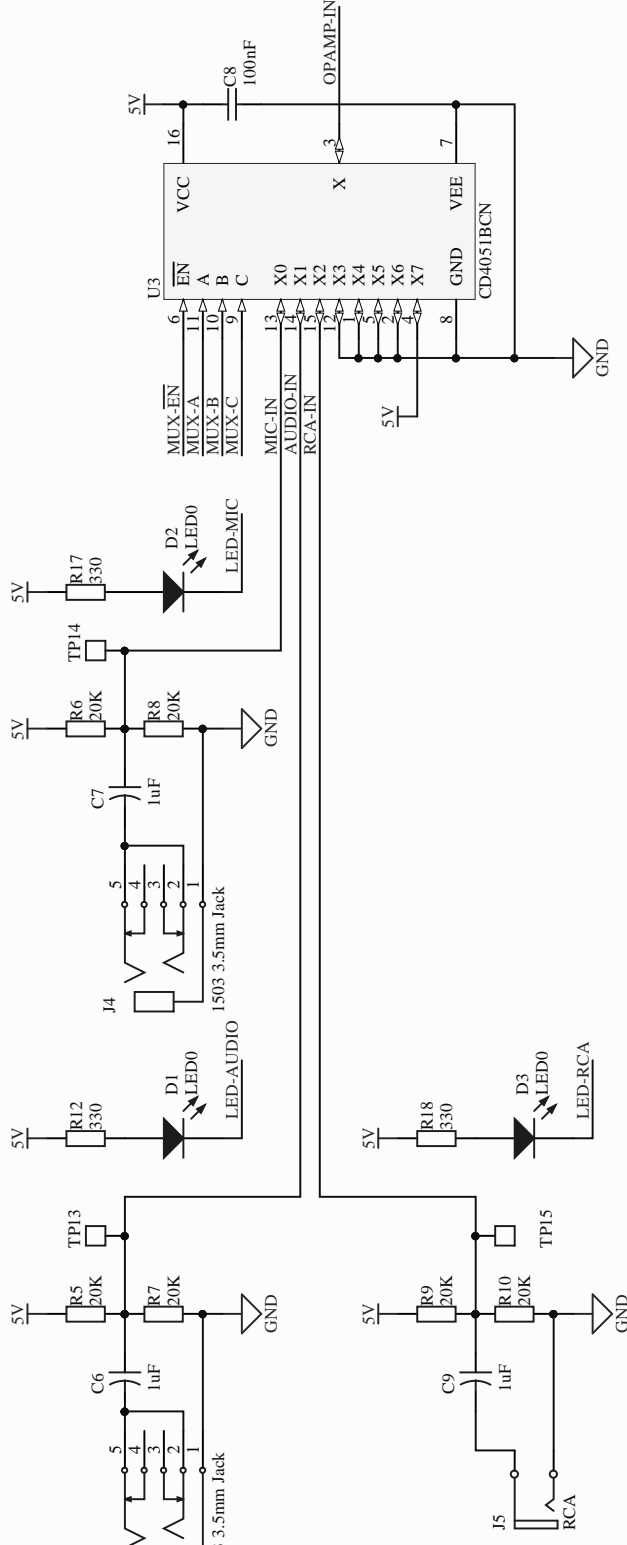 5V
C8
100nF
OPAMP-IN
16
3
7
VCC
X
VEE
U3
EN
A
B
C
X0
X1
X2
X3
X4
X5
X6
X7
GND
CD4051BCN
6
11
10
9
13
4
15
12
1
5
2
4
8
MUX-EN
MUX-A
MUX-B
MUX-C
MIC-IN
AUDIO-IN
RCA-IN
5V
GND
5V
R17
330
D2
LED0
LED-MIC
TP14
5V
R6
20K
R8
20K
GND
C7
1uF
5
4
3
2
1
J4
1503 3.5mm Jack
5V
R12
330
D1
LED0
LED-AUDIO
TP13
5V
R5
20K
R7
20K
GND
C6
1uF
5
4
3
2
1
3.5mm Jack
5V
R18
330
D3
LED0
LED-RCA
TP15
5V
R9
20K
R10
20K
GND
C9
1uF
J5
RCA